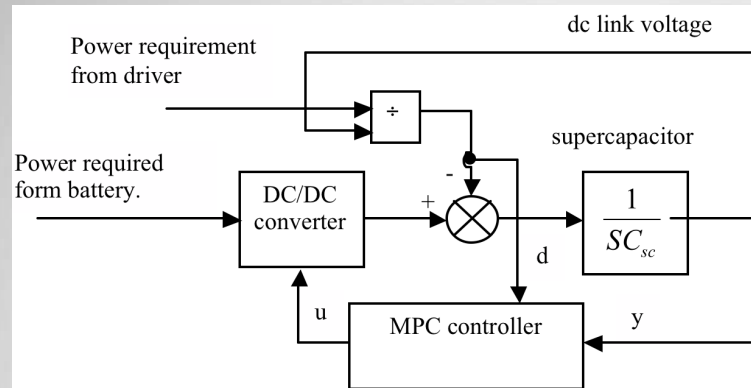 dc link voltage
Power requirement
from driver
÷
supercapacitor
Power required
form battery.
-
DC/DC
converter
+
1
SC_sc
d
u
MPC controller
y